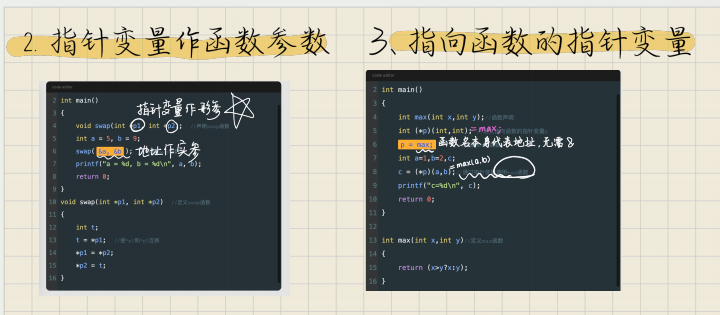 2. 指针变量作函数参数
code editor
2 int main() 指针变量作形参
3 {
4 void swap(int *p1, int *p2); //声明swap函数
5 int a = 5, b = 9;
6 swap(&a, &b); 地址作实参
7 printf("a = %d, b = %d\n", a, b);
8 return 0;
9 }
10 void swap(int *p1, int *p2) //定义swap函数
11 {
12 int t;
13 t = *p1;
14 *p1 = *p2;
15 *p2 = t;
16 }
3、指向函数的指针变量
code editor
2 int main()
3 {
4 int max(int x,int y); //函数声明
5 int (*p)(int,int); = max;
6 p = max; 函数名本身代表地址,无需&
7 int a=1,b=2,c;
8 c = (*p)(a,b); =max(a,b)
9 printf("c=%d\n", c);
10 return 0;
11 }
12
13 int max(int x,int y) //定义max函数
14 {
15 return (x>y?x:y);
16 }